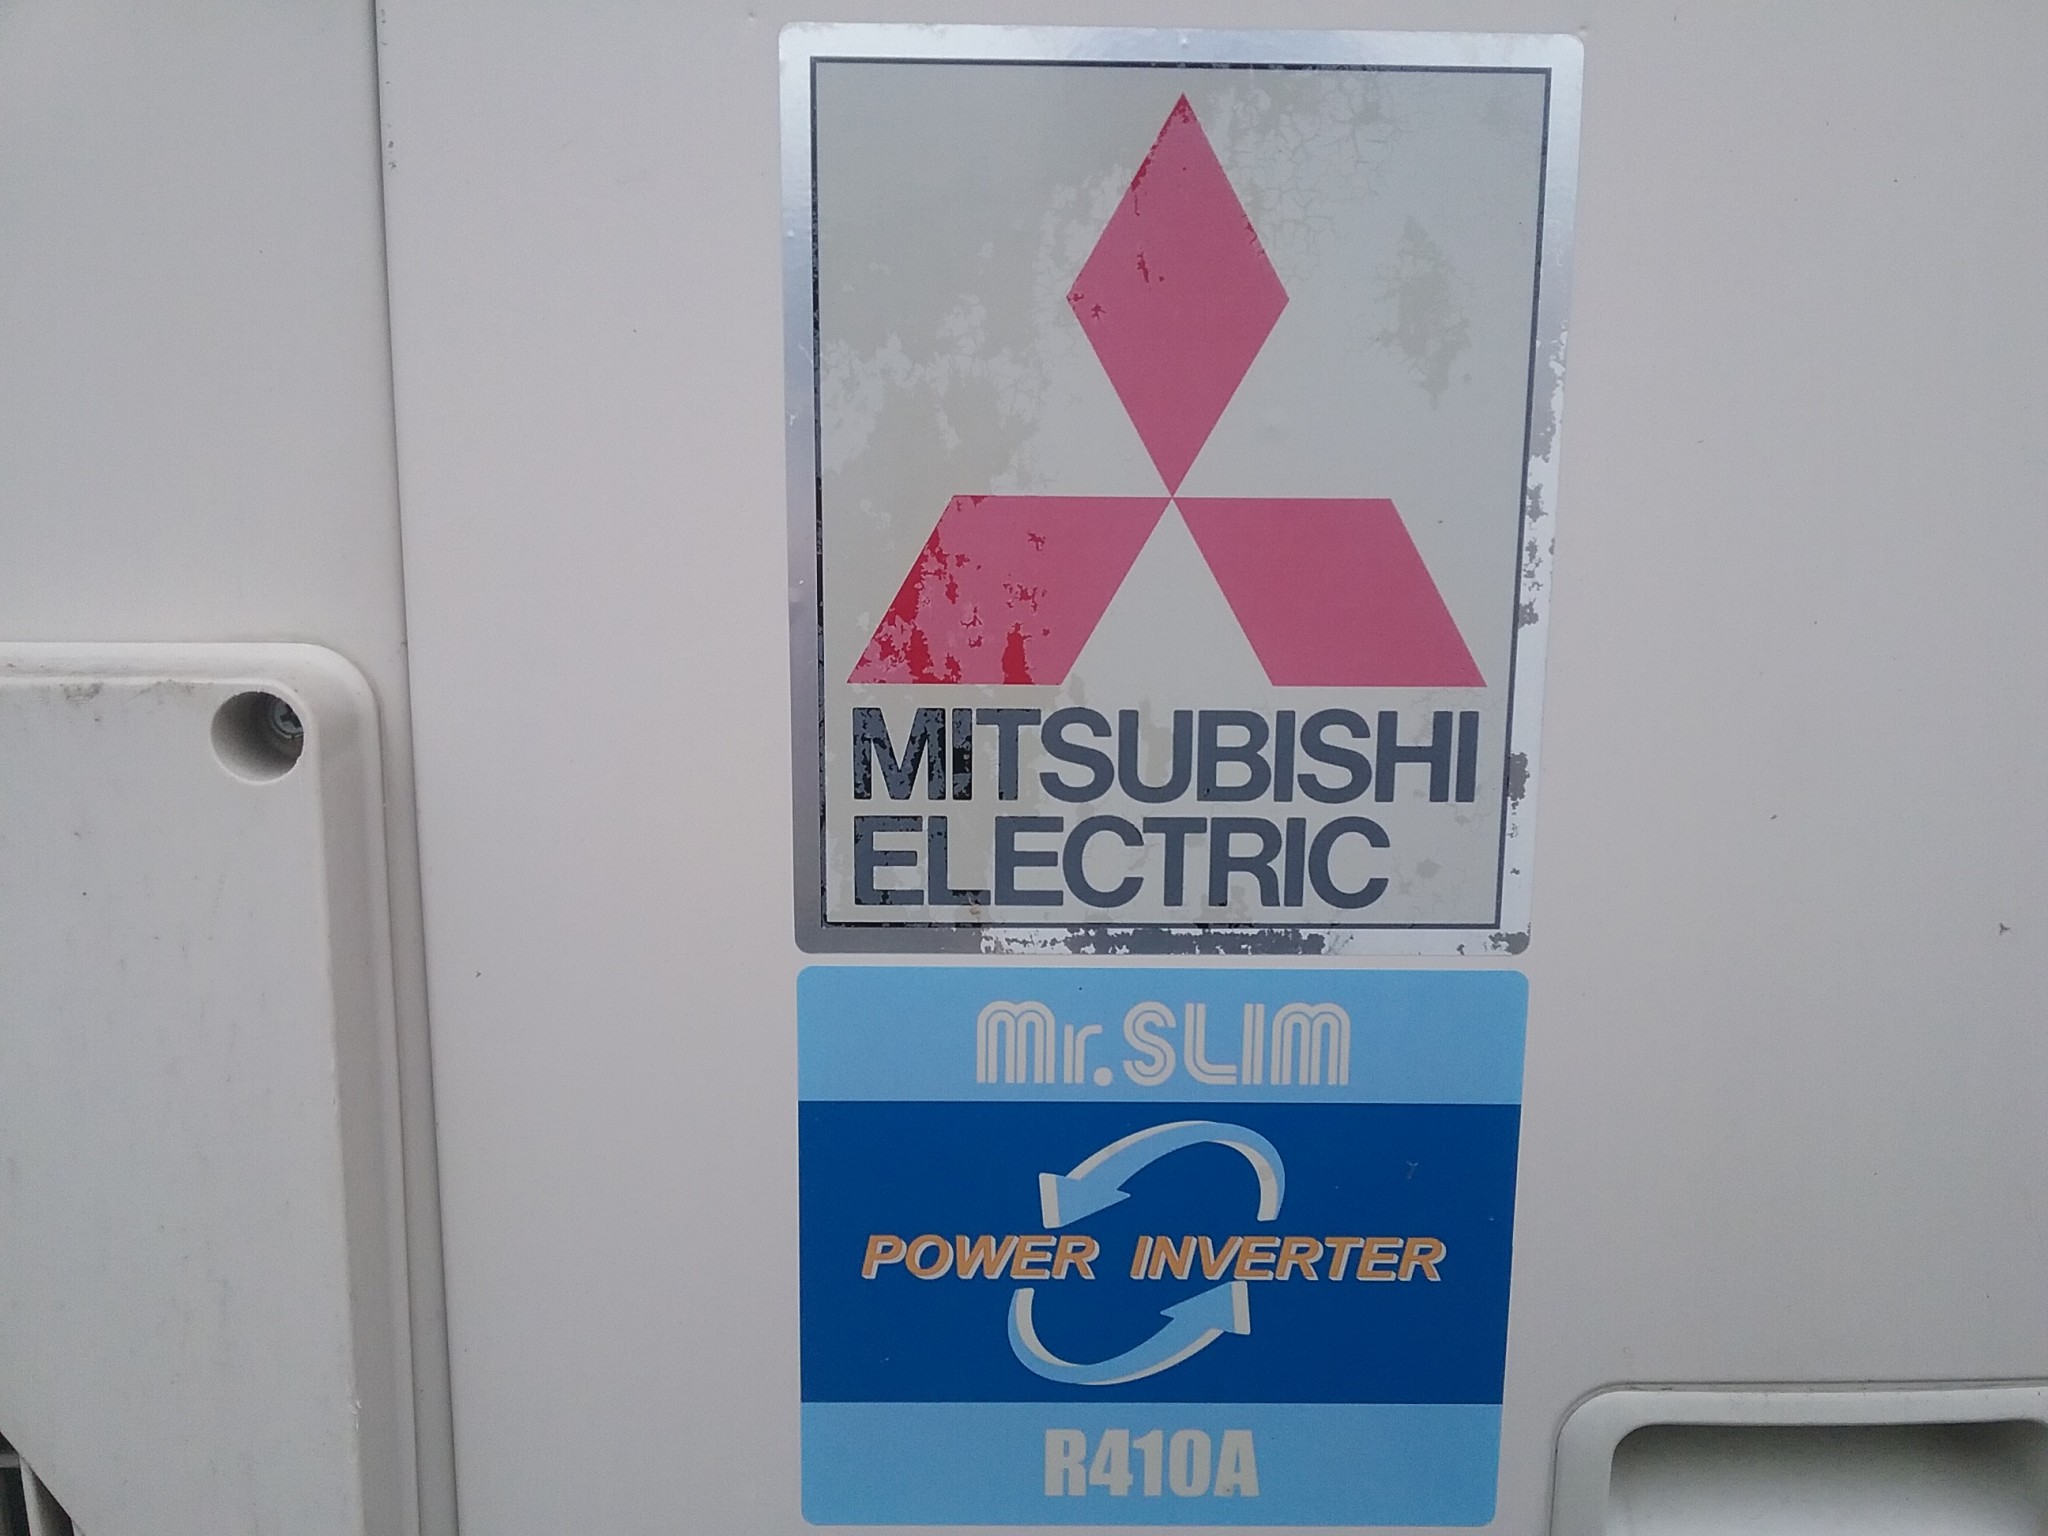 MITSUBISHI
ELECTRIC
Mr.SLIM
POWER INVERTER
R410A